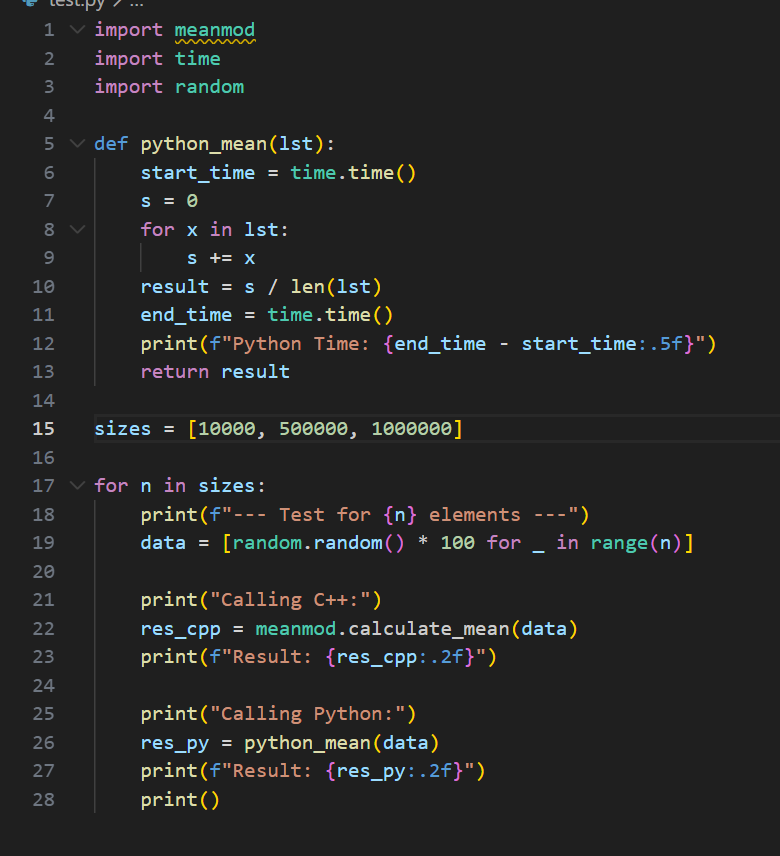 test.py > ...
1 import meanmod
2 import time
3 import random
4
5 def python_mean(lst):
6     start_time = time.time()
7     s = 0
8     for x in lst:
9         s += x
10     result = s / len(lst)
11     end_time = time.time()
12     print(f"Python Time: {end_time - start_time:.5f}")
13     return result
14
15 sizes = [10000, 500000, 1000000]
16
17 for n in sizes:
18     print(f"--- Test for {n} elements ---")
19     data = [random.random() * 100 for _ in range(n)]
20
21     print("Calling C++:")
22     res_cpp = meanmod.calculate_mean(data)
23     print(f"Result: {res_cpp:.2f}")
24
25     print("Calling Python:")
26     res_py = python_mean(data)
27     print(f"Result: {res_py:.2f}")
28     print()